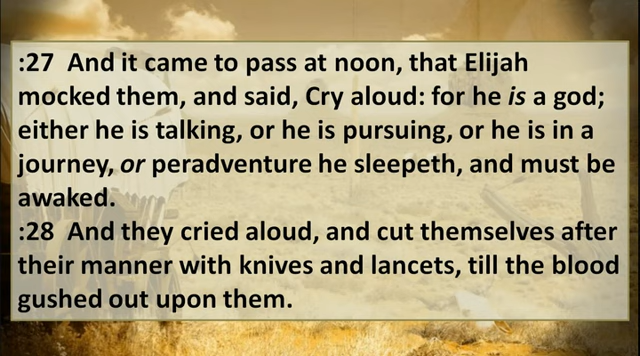 :27 And it came to pass at noon, that Elijah
mocked them, and said, Cry aloud: for he is a god;
either he is talking, or he is pursuing, or he is in a
journey, or peradventure he sleepeth, and must be
awaked.
:28 And they cried aloud, and cut themselves after
their manner with knives and lancets, till the blood
gushed out upon them.